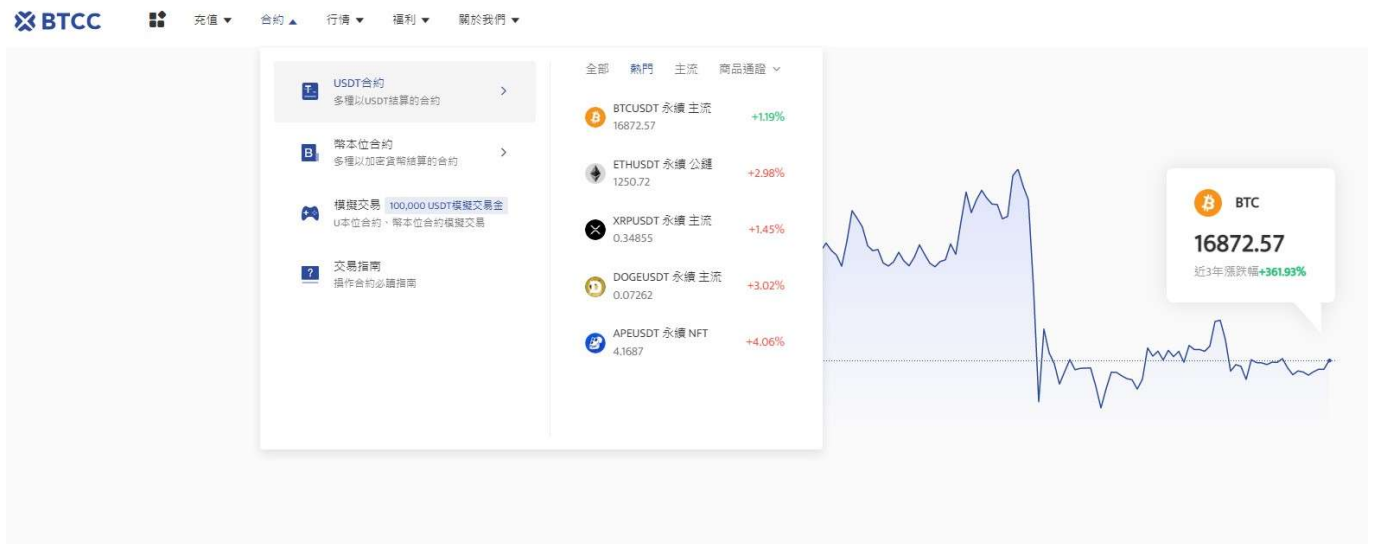 BTCC
充值 ▼ 合約 ▲ 行情 ▼ 福利 ▼ 關於我們 ▼
USDT合約
多種以USDT結算的合約
幣本位合約
多種以加密貨幣結算的合約
模擬交易 100,000 USDT模擬交易金
U本位合約、幣本位合約模擬交易
交易指南
操作合約必讀指南
全部 熱門 主流 商品通證
BTCUSDT 永續 主流
16872.57
+1.19%
ETHUSDT 永續 公鏈
1250.72
+2.98%
XRPUSDT 永續 主流
0.34855
+1.45%
DOGEUSDT 永續 主流
0.07262
+3.02%
APEUSDT 永續 NFT
4.1687
+4.06%
BTC
16872.57
近3年漲跌幅+361.93%